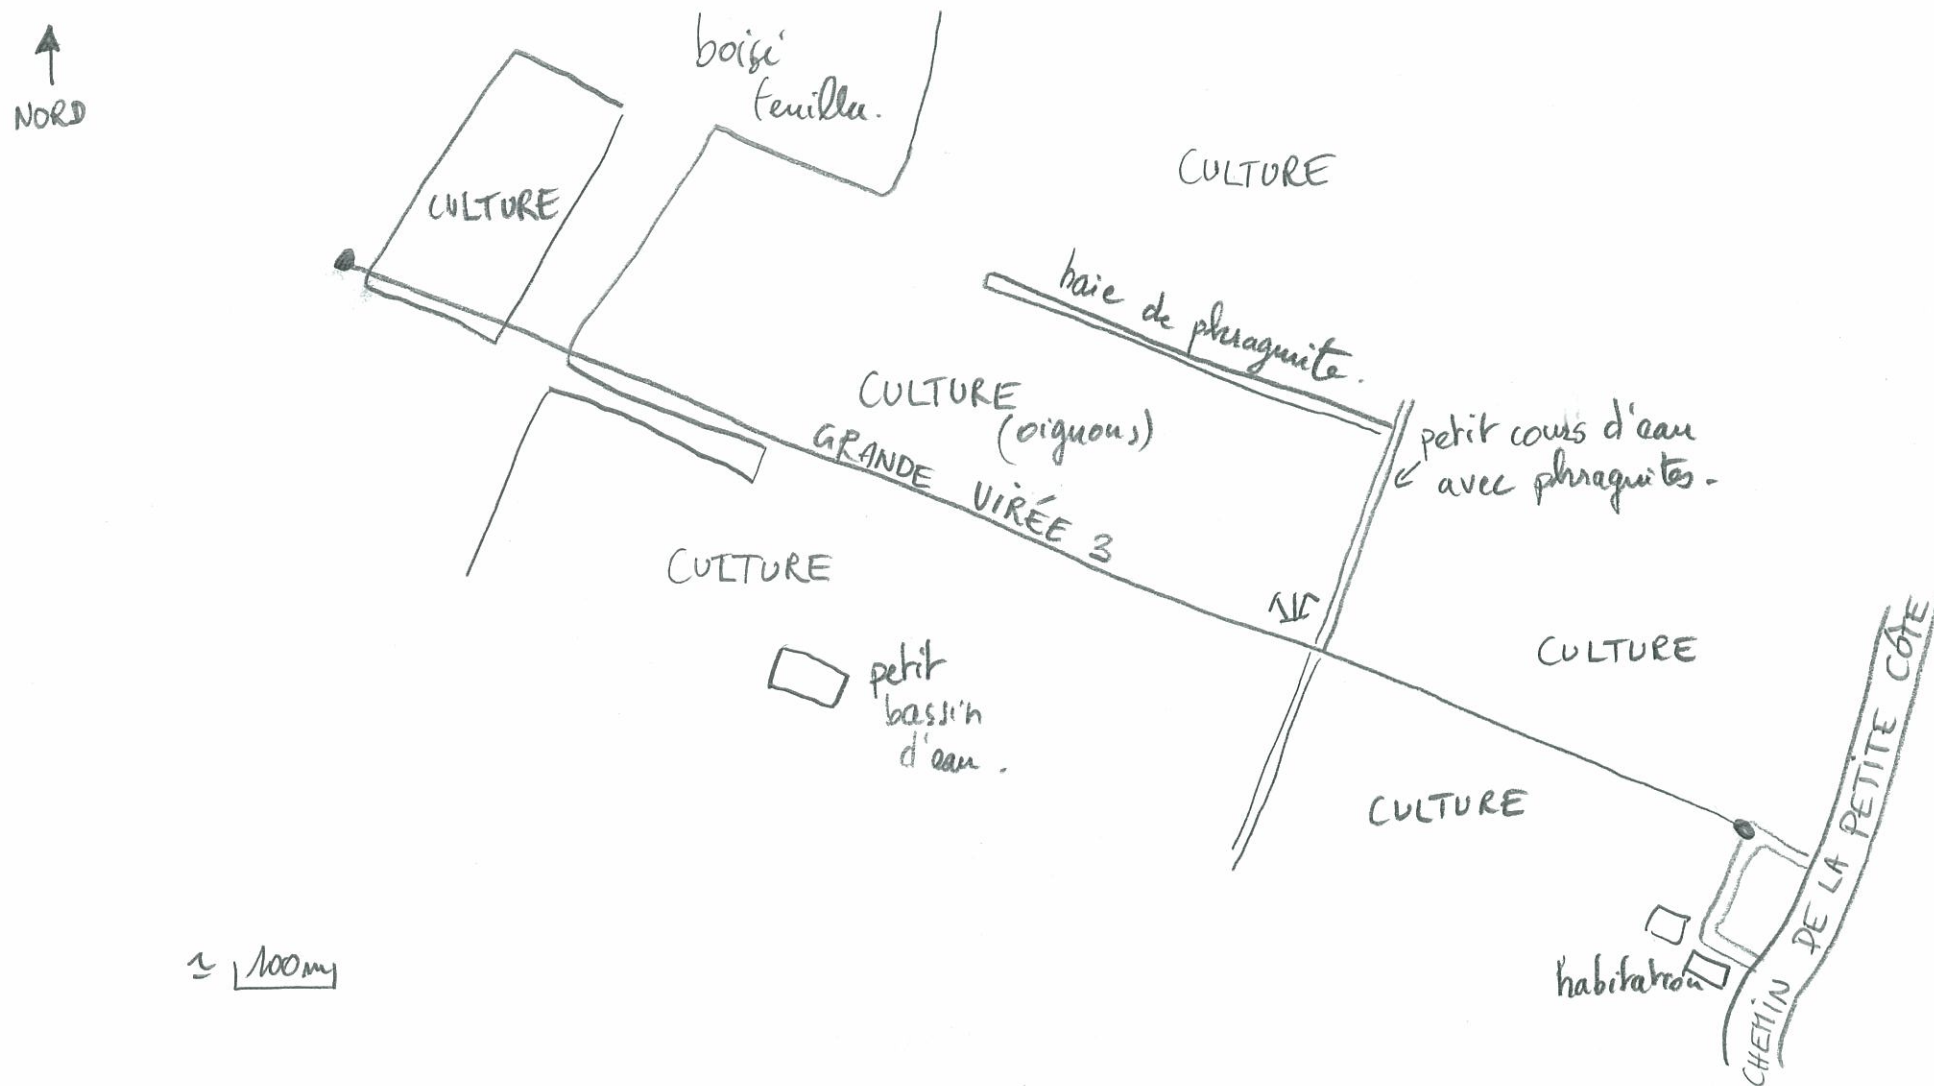 NORD
boisé
feuillu.
CULTURE
CULTURE
haie de phragmite.
CULTURE
(oignons)
petit cours d'eau
avec phragmites.
GRANDE VIRÉE 3
CULTURE
petit
bassin
d'eau.
CULTURE
CULTURE
CHEMIN DE LA PETITE CÔTE
habitation
≃ 100m